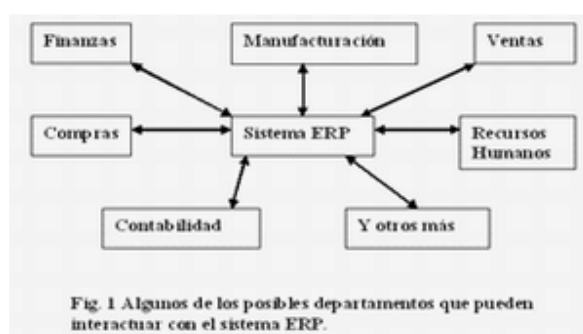 Finanzas
Manufacturación
Ventas
Compras
Sistema ERP
Recursos
Humanos
Contabilidad
Y otros más
Fig. 1 Algunos de los posibles departamentos que pueden
interactuar con el sistema ERP.